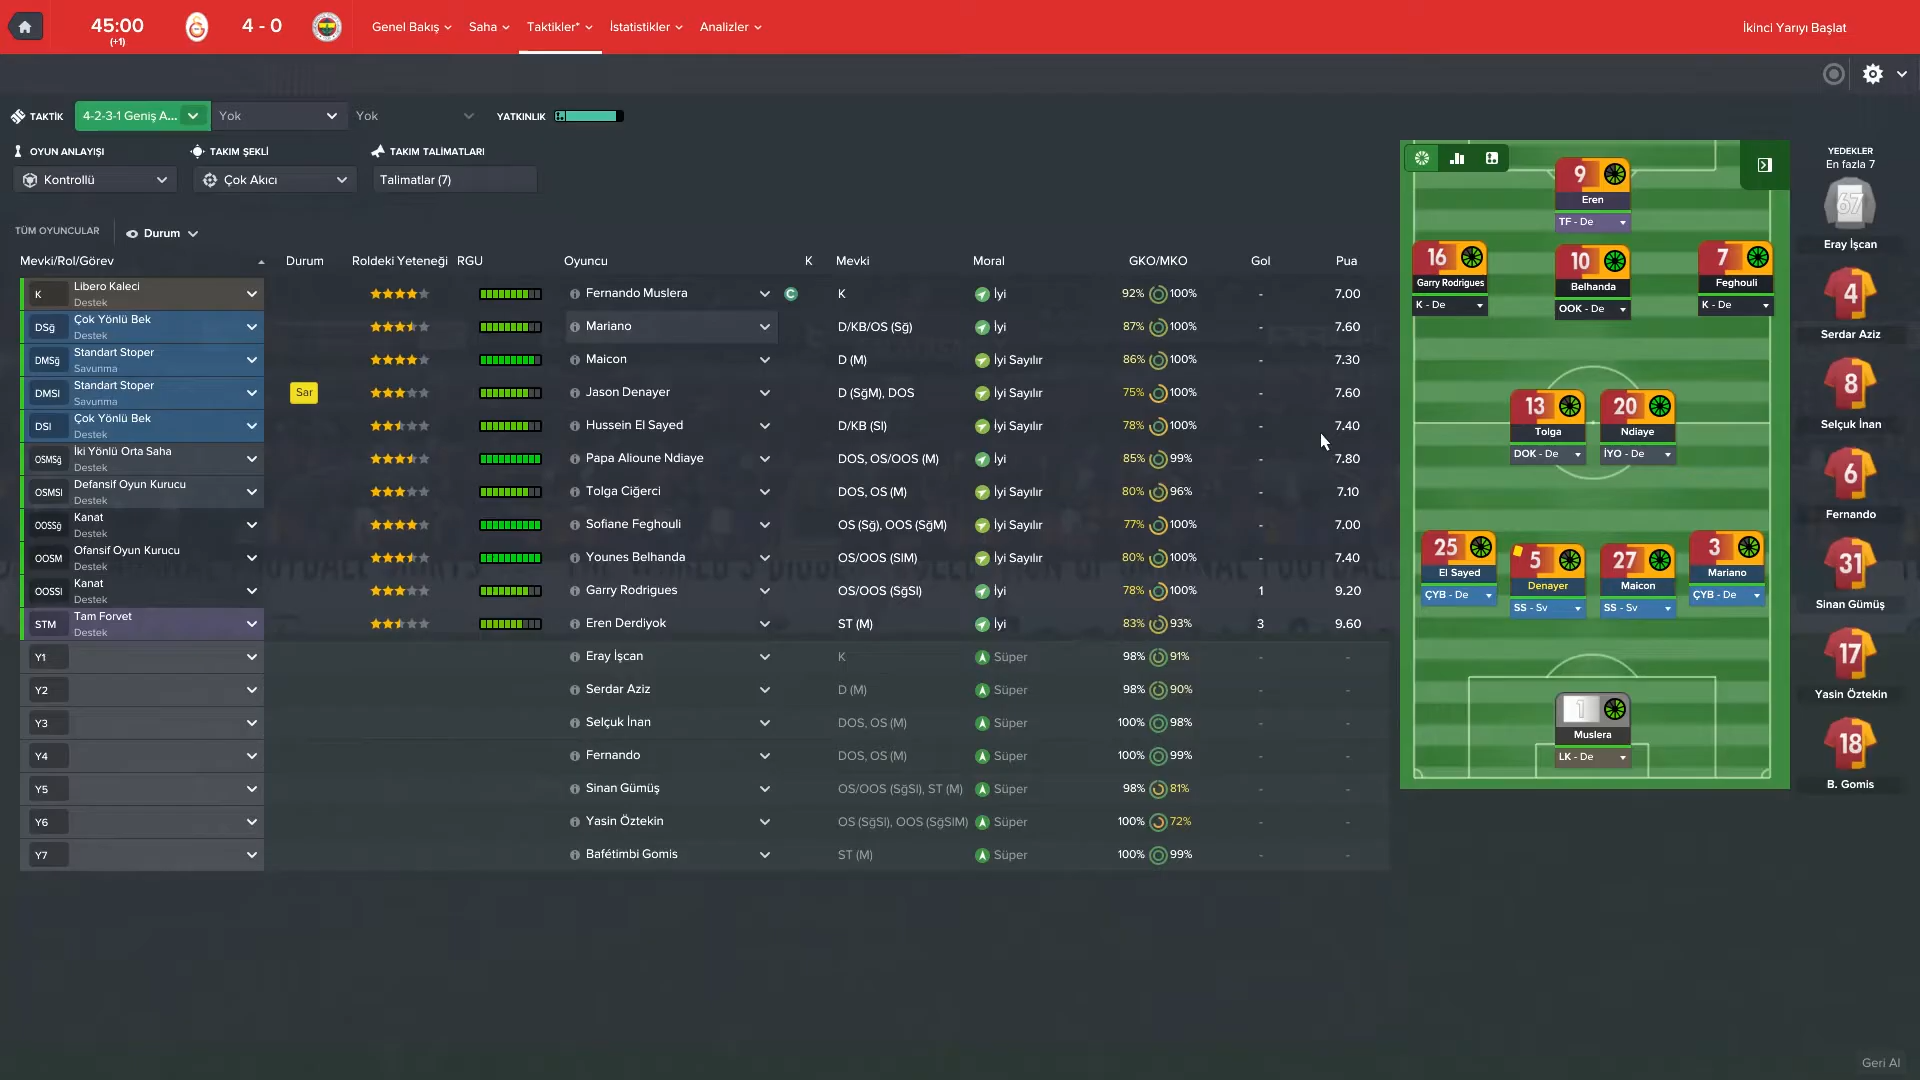 45:00
(+1)
4 - 0
Genel Bakış
Saha
Taktikler*
İstatistikler
Analizler
İkinci Yarıyı Başlat
TAKTİK
4-2-3-1 Geniş A...
Yok
Yok
YATKINLIK
OYUN ANLAYIŞI
TAKIM ŞEKLİ
TAKIM TALİMATLARI
Kontrollü
Çok Akıcı
Talimatlar (7)
TÜM OYUNCULAR
Durum
Mevki/Rol/Görev Durum Roldeki Yeteneği RGU Oyuncu K Mevki Moral GKO/MKO Gol Pua
K Libero Kaleci Destek Fernando Muslera C K İyi 92% 100% - 7.00
DSğ Çok Yönlü Bek Destek Mariano D/KB/OS (Sğ) İyi 87% 100% - 7.60
DMSğ Standart Stoper Savunma Maicon D (M) İyi Sayılır 86% 100% - 7.30
DMSl Standart Stoper Savunma Sar Jason Denayer D (SğM), DOS İyi Sayılır 75% 100% - 7.60
DSl Çok Yönlü Bek Destek Hussein El Sayed D/KB (Sl) İyi Sayılır 78% 100% - 7.40
OSMSğ İki Yönlü Orta Saha Destek Papa Alioune Ndiaye DOS, OS/OOS (M) İyi 85% 99% - 7.80
OSMSl Defansif Oyun Kurucu Destek Tolga Ciğerci DOS, OS (M) İyi Sayılır 80% 96% - 7.10
OOSSğ Kanat Destek Sofiane Feghouli OS (Sğ), OOS (SğM) İyi Sayılır 77% 100% - 7.00
OOSM Ofansif Oyun Kurucu Destek Younes Belhanda OS/OOS (SlM) İyi Sayılır 80% 100% - 7.40
OOSSl Kanat Destek Garry Rodrigues OS/OOS (SğSl) İyi 78% 100% 1 9.20
STM Tam Forvet Destek Eren Derdiyok ST (M) İyi 83% 93% 3 9.60
Y1 Eray İşcan K Süper 98% 91% - -
Y2 Serdar Aziz D (M) Süper 98% 90% - -
Y3 Selçuk İnan DOS, OS (M) Süper 100% 98% - -
Y4 Fernando DOS, OS (M) Süper 100% 99% - -
Y5 Sinan Gümüş OS/OOS (SğSl), ST (M) Süper 98% 81% - -
Y6 Yasin Öztekin OS (SğSl), OOS (SğSlM) Süper 100% 72% - -
Y7 Bafétimbi Gomis ST (M) Süper 100% 99% - -
9
Eren
TF - De
16 10 7
Garry Rodrigues Belhanda Feghouli
K - De OOK - De K - De
13 20
Tolga Ndiaye
DOK - De İYO - De
25 5 27 3
El Sayed Denayer Maicon Mariano
ÇYB - De SS - Sv SS - Sv ÇYB - De
1
Muslera
LK - De
YEDEKLER
En fazla 7
67
Eray İşcan
4
Serdar Aziz
8
Selçuk İnan
6
Fernando
31
Sinan Gümüş
17
Yasin Öztekin
18
B. Gomis
Geri Al